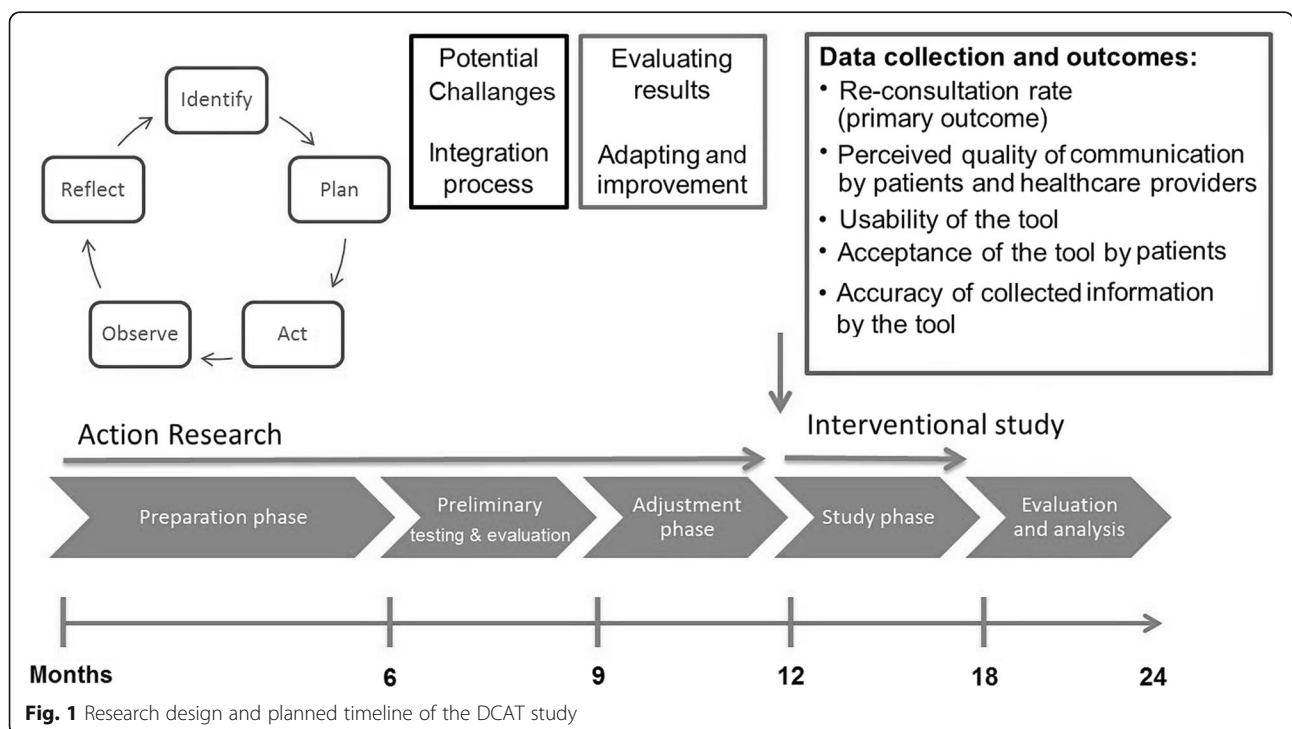 Identify
Plan
Act
Observe
Reflect
Potential
Challanges
Integration
process
Evaluating
results
Adapting and
improvement
Data collection and outcomes:
• Re-consultation rate
(primary outcome)
• Perceived quality of communication
by patients and healthcare providers
• Usability of the tool
• Acceptance of the tool by patients
• Accuracy of collected information
by the tool
Action Research
Interventional study
Preparation phase
Preliminary
testing & evaluation
Adjustment
phase
Study phase
Evaluation
and analysis
Months 6 9 12 18 24
Fig. 1 Research design and planned timeline of the DCAT study